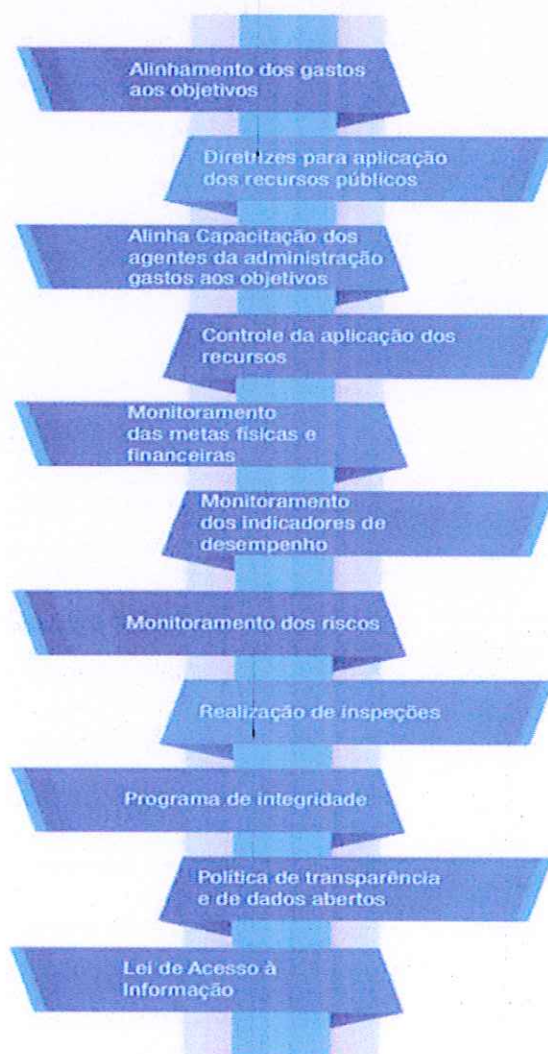 Alinhamento dos gastos
aos objetivos
Diretrizes para aplicação
dos recursos públicos
Alinha Capacitação dos
agentes da administração
gastos aos objetivos
Controle da aplicação dos
recursos
Monitoramento
das metas físicas e
financeiras
Monitoramento
dos indicadores de
desempenho
Monitoramento dos riscos
Realização de inspeções
Programa de integridade
Política de transparência
e de dados abertos
Lei de Acesso à
Informação